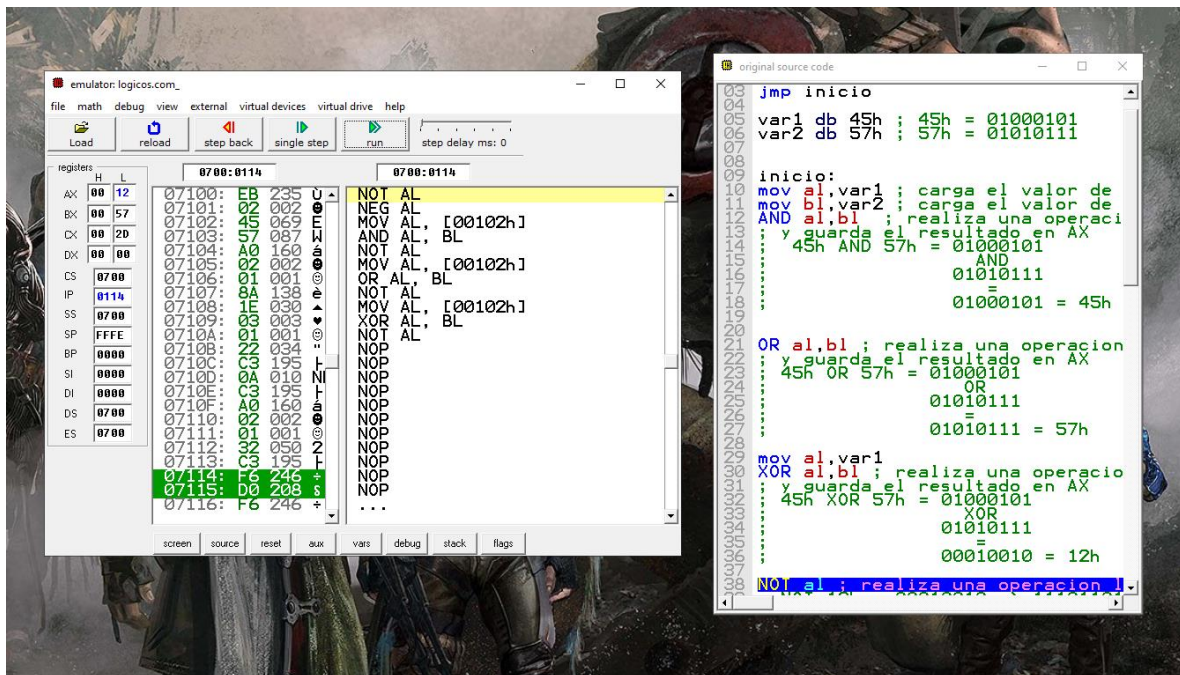 emulator: logicos.com_
file math debug view external virtual devices virtual drive help
Load reload step back single step run step delay ms: 0
registers 0700:0114 0700:0114
H L
AX 00 12
BX 00 57
CX 00 2D
DX 00 00
CS 0700
IP 0114
SS 0700
SP FFFE
BP 0000
SI 0000
DI 0000
DS 0700
ES 0700
07100: EB 235 ù
07101: 02 002 ☻
07102: 45 069 E
07103: 57 087 W
07104: A0 160 á
07105: 02 002 ☻
07106: 01 001 ☺
07107: 8A 138 è
07108: 1E 030 ▲
07109: 03 003 ♥
0710A: 01 001 ☺
0710B: 22 034 "
0710C: C3 195 ├
0710D: 0A 010
0710E: C3 195 ├
0710F: A0 160 á
07110: 02 002 ☻
07111: 01 001 ☺
07112: 32 050 2
07113: C3 195 ├
07114: F6 246 ÷
07115: D0 208
07116: F6 246 ÷
NOT AL
NEG AL
MOV AL, [00102h]
AND AL, BL
NOT AL
MOV AL, [00102h]
OR AL, BL
NOT AL
MOV AL, [00102h]
XOR AL, BL
NOT AL
NOP
NOP
NOP
NOP
NOP
NOP
NOP
NOP
NOP
NOP
NOP
...
screen source reset aux vars debug stack flags
original source code
03 jmp inicio
04
05 var1 db 45h ; 45h = 01000101
06 var2 db 57h ; 57h = 01010111
07
08
09 inicio:
10 mov al,var1 ; carga el valor de
11 mov bl,var2 ; carga el valor de
12 AND al,bl ; realiza una operaci
13 ; y guarda el resultado en AX
14 ; 45h AND 57h = 01000101
15 ; AND
16 ; 01010111
17 ; =
18 ; 01000101 = 45h
19
20
21 OR al,bl ; realiza una operacion
22 ; y guarda el resultado en AX
23 ; 45h OR 57h = 01000101
24 ; OR
25 ; 01010111
26 ; =
27 ; 01010111 = 57h
28
29 mov al,var1
30 XOR al,bl ; realiza una operacio
31 ; y guarda el resultado en AX
32 ; 45h XOR 57h = 01000101
33 ; XOR
34 ; 01010111
35 ; =
36 ; 00010010 = 12h
37
38 NOT al ; realiza una operacion l